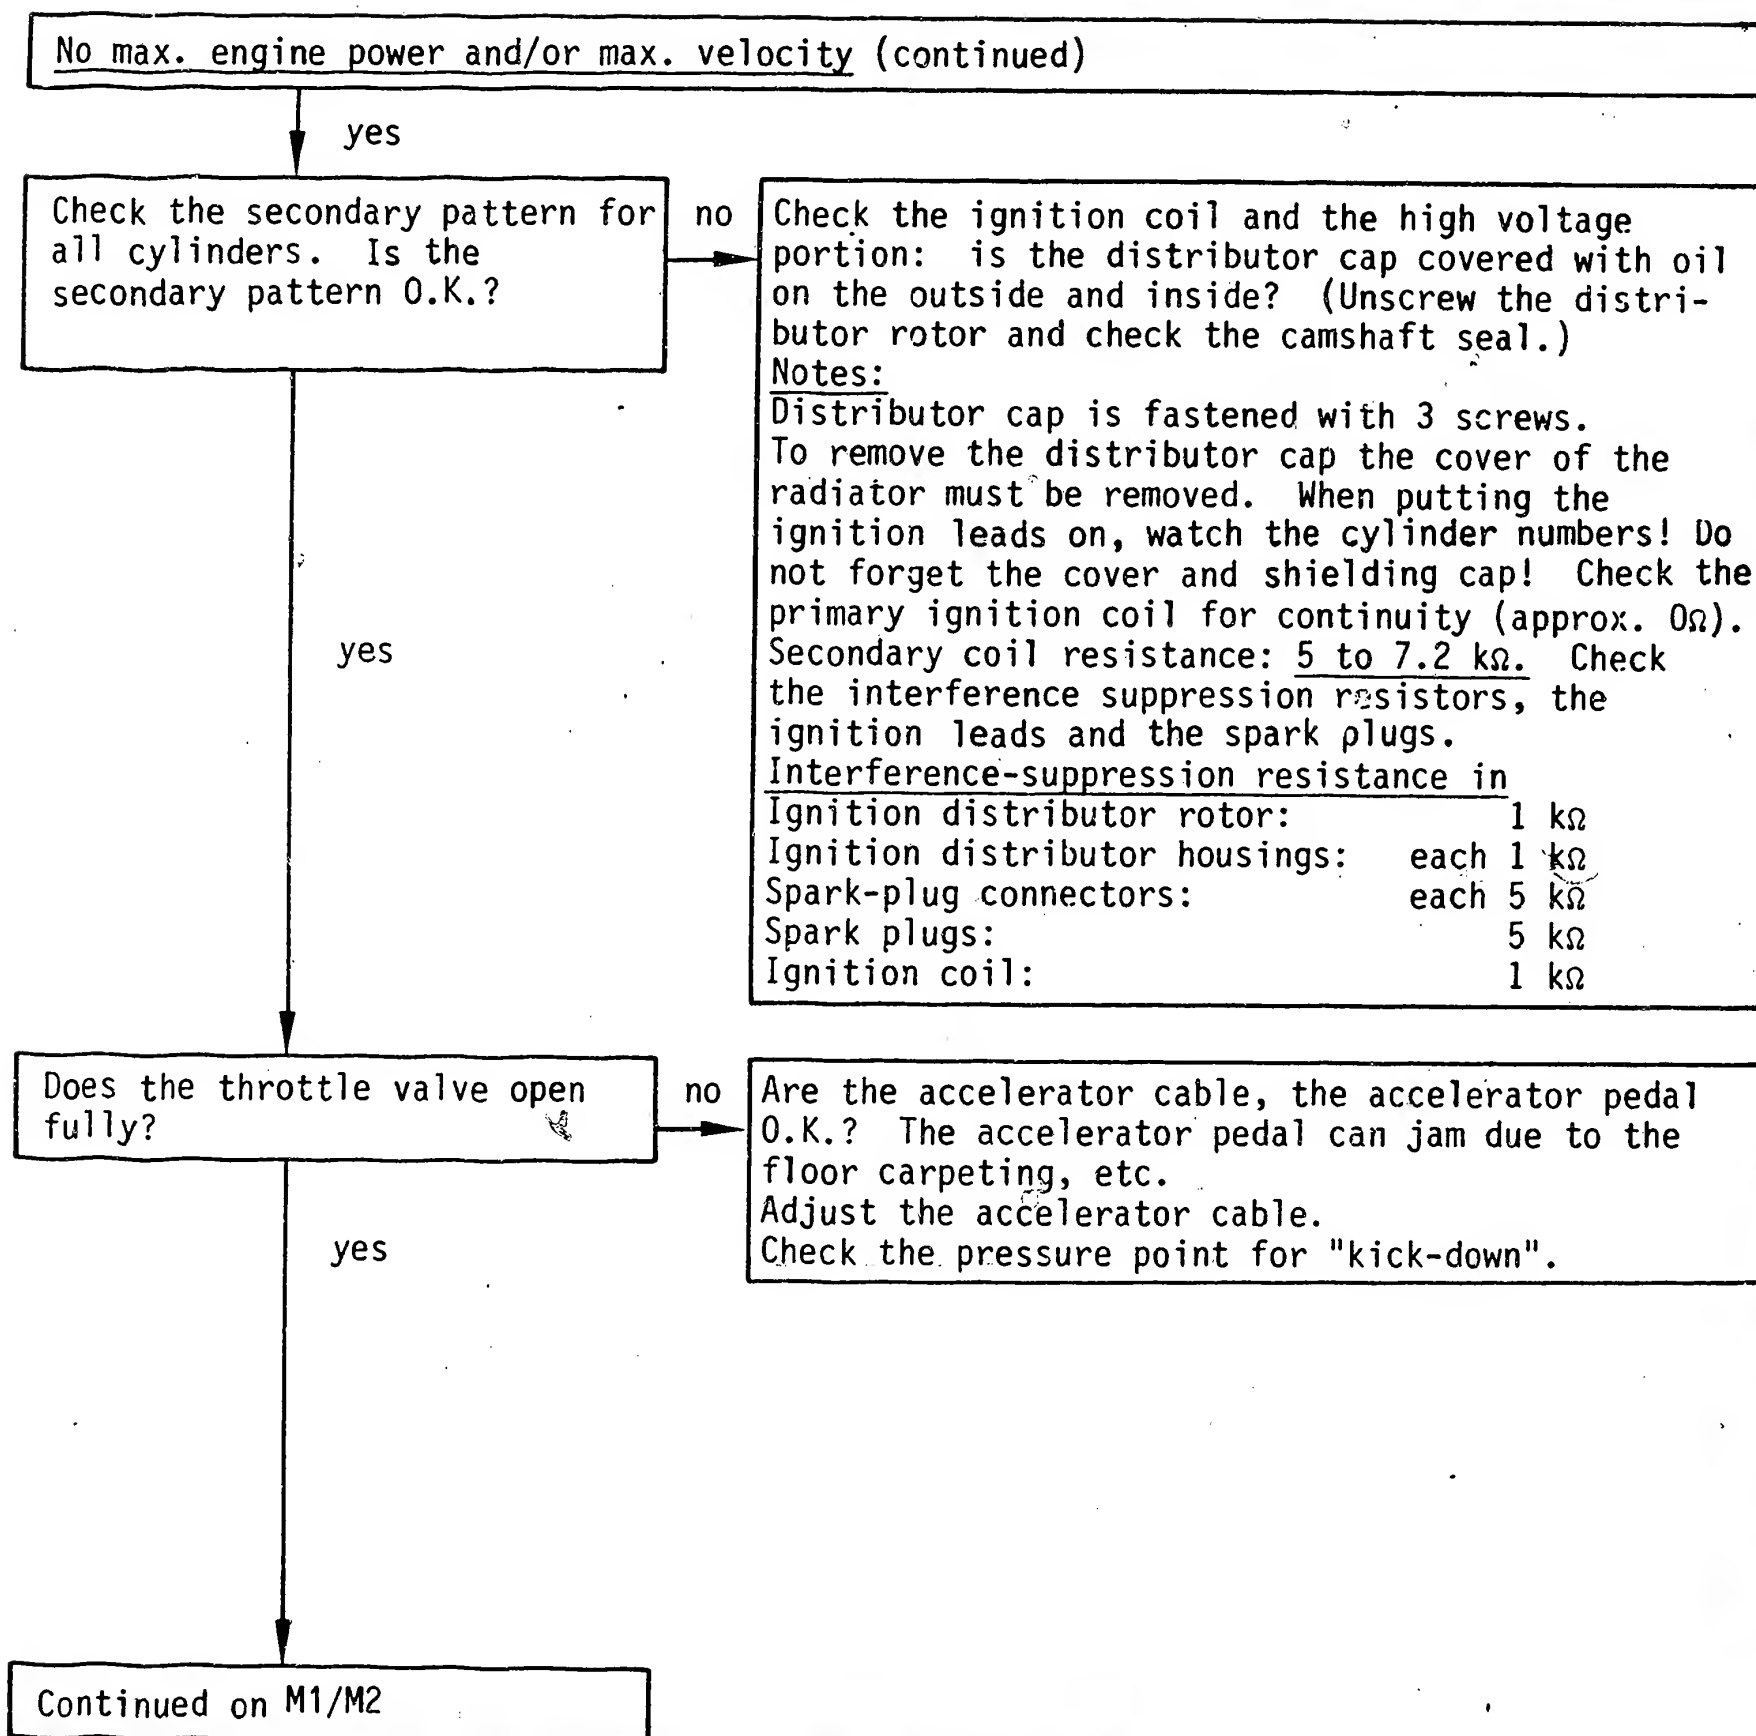 No max. engine power and/or max. velocity (continued)
yes
Check the secondary pattern for
all cylinders. Is the
secondary pattern O.K.?
no
Check the ignition coil and the high voltage
portion: is the distributor cap covered with oil
on the outside and inside? (Unscrew the distri-
butor rotor and check the camshaft seal.)
Notes:
Distributor cap is fastened with 3 screws.
To remove the distributor cap the cover of the
radiator must be removed. When putting the
ignition leads on, watch the cylinder numbers! Do
not forget the cover and shielding cap! Check the
primary ignition coil for continuity (approx. 0Ω).
Secondary coil resistance: 5 to 7.2 kΩ. Check
the interference suppression resistors, the
ignition leads and the spark plugs.
Interference-suppression resistance in
Ignition distributor rotor: 1 kΩ
Ignition distributor housings: each 1 kΩ
Spark-plug connectors: each 5 kΩ
Spark plugs: 5 kΩ
Ignition coil: 1 kΩ
yes
Does the throttle valve open
fully?
no
Are the accelerator cable, the accelerator pedal
O.K.? The accelerator pedal can jam due to the
floor carpeting, etc.
Adjust the accelerator cable.
Check the pressure point for "kick-down".
yes
Continued on M1/M2